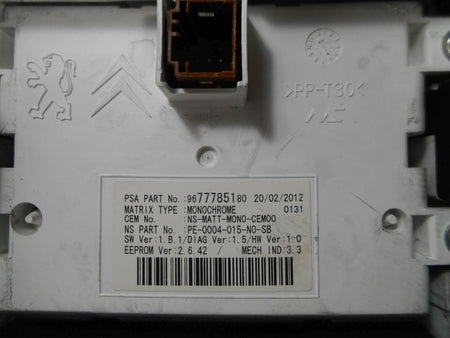 >PP-T30<
PSA PART No.:9677785180 20/02/2012
MATRIX TYPE :MONOCHROME 0131
CEM No. :NS-MATT-MONO-CEM00
NS PART No. :PE-0004-015-NO-SB
SW Ver:1.B.1/DIAG Ver:1.5/HW Ver:1.0
EEPROM Ver:2.6.42 / MECH IND:3.3